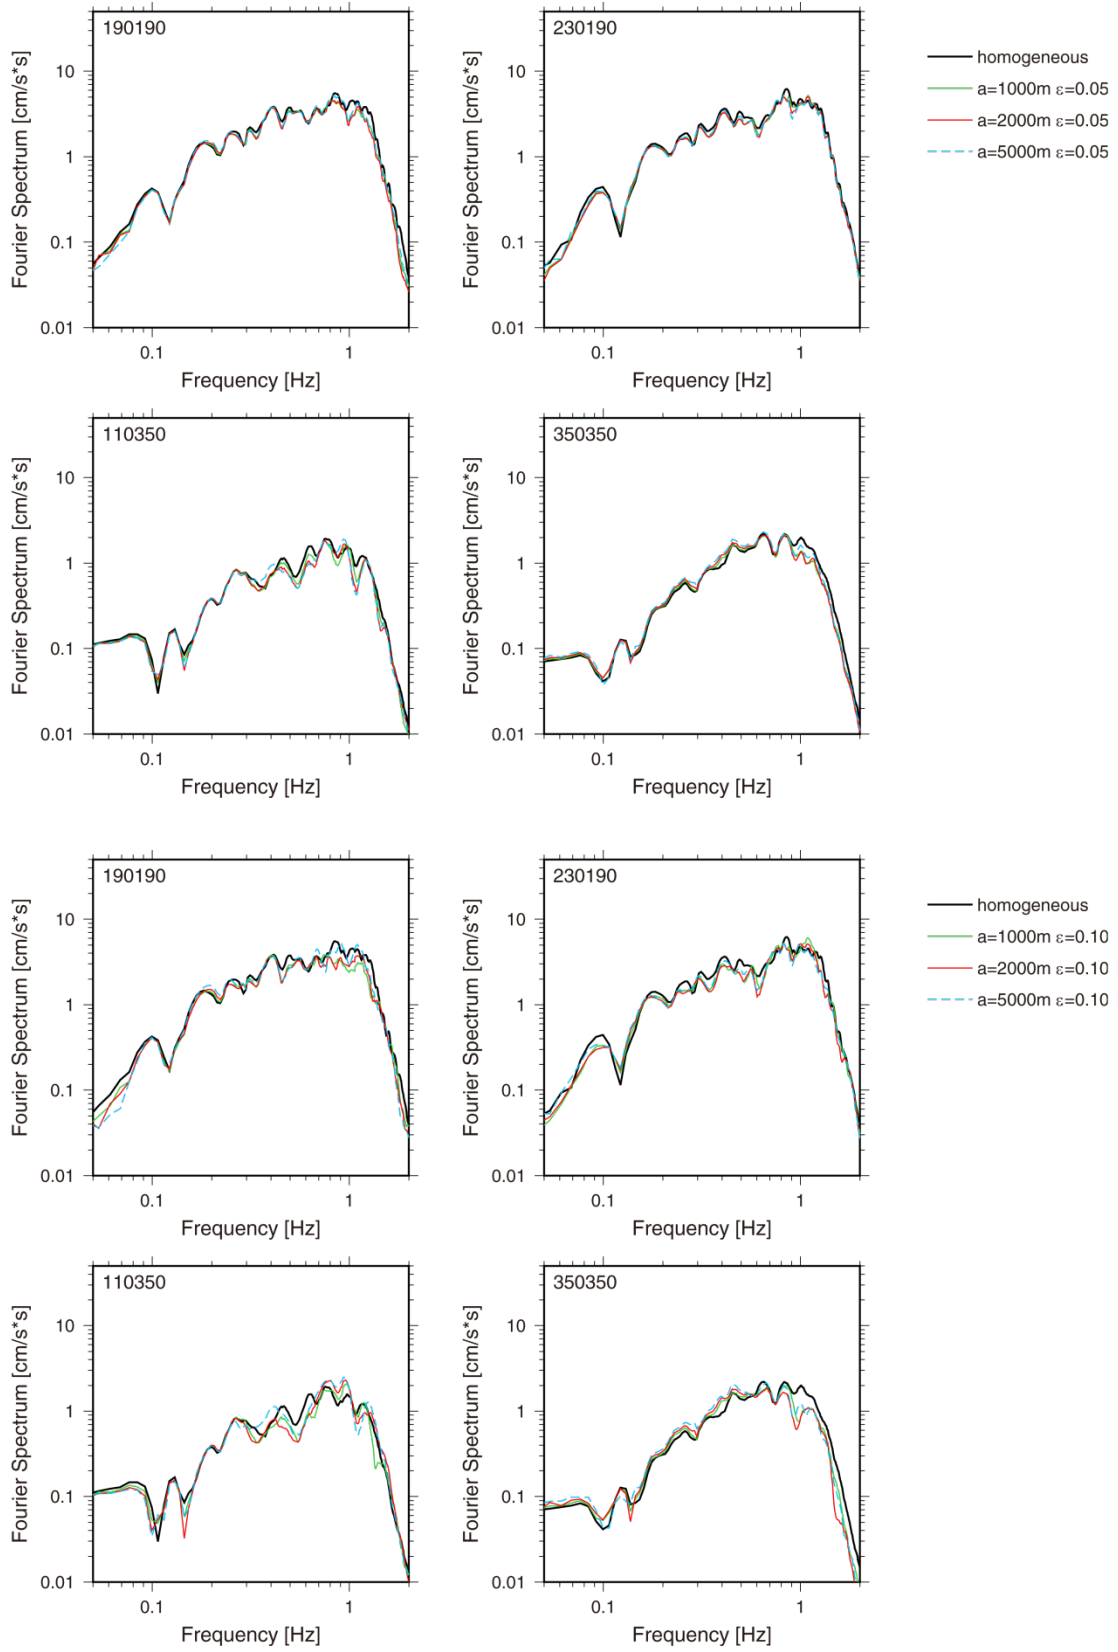 190190
10
1
0.1
0.01
Fourier Spectrum [cm/s*s]
0.1
1
Frequency [Hz]
230190
10
1
0.1
0.01
Fourier Spectrum [cm/s*s]
0.1
1
Frequency [Hz]
homogeneous
a=1000m ε=0.05
a=2000m ε=0.05
a=5000m ε=0.05
110350
10
1
0.1
0.01
Fourier Spectrum [cm/s*s]
0.1
1
Frequency [Hz]
350350
10
1
0.1
0.01
Fourier Spectrum [cm/s*s]
0.1
1
Frequency [Hz]
190190
10
1
0.1
0.01
Fourier Spectrum [cm/s*s]
0.1
1
Frequency [Hz]
230190
10
1
0.1
0.01
Fourier Spectrum [cm/s*s]
0.1
1
Frequency [Hz]
homogeneous
a=1000m ε=0.10
a=2000m ε=0.10
a=5000m ε=0.10
110350
10
1
0.1
0.01
Fourier Spectrum [cm/s*s]
0.1
1
Frequency [Hz]
350350
10
1
0.1
0.01
Fourier Spectrum [cm/s*s]
0.1
1
Frequency [Hz]